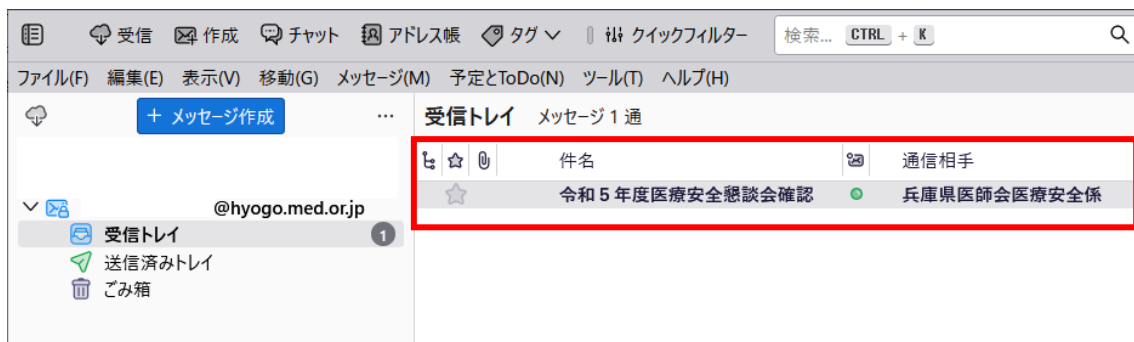 受信 作成 チャット アドレス帳 タグ クイックフィルター 検索... CTRL + K
ファイル(F) 編集(E) 表示(V) 移動(G) メッセージ(M) 予定とToDo(N) ツール(T) ヘルプ(H)
+ メッセージ作成 ... 受信トレイ メッセージ1通
件名 通信相手
令和5年度医療安全懇談会確認 兵庫県医師会医療安全係
@hyogo.med.or.jp
受信トレイ 1
送信済みトレイ
ごみ箱